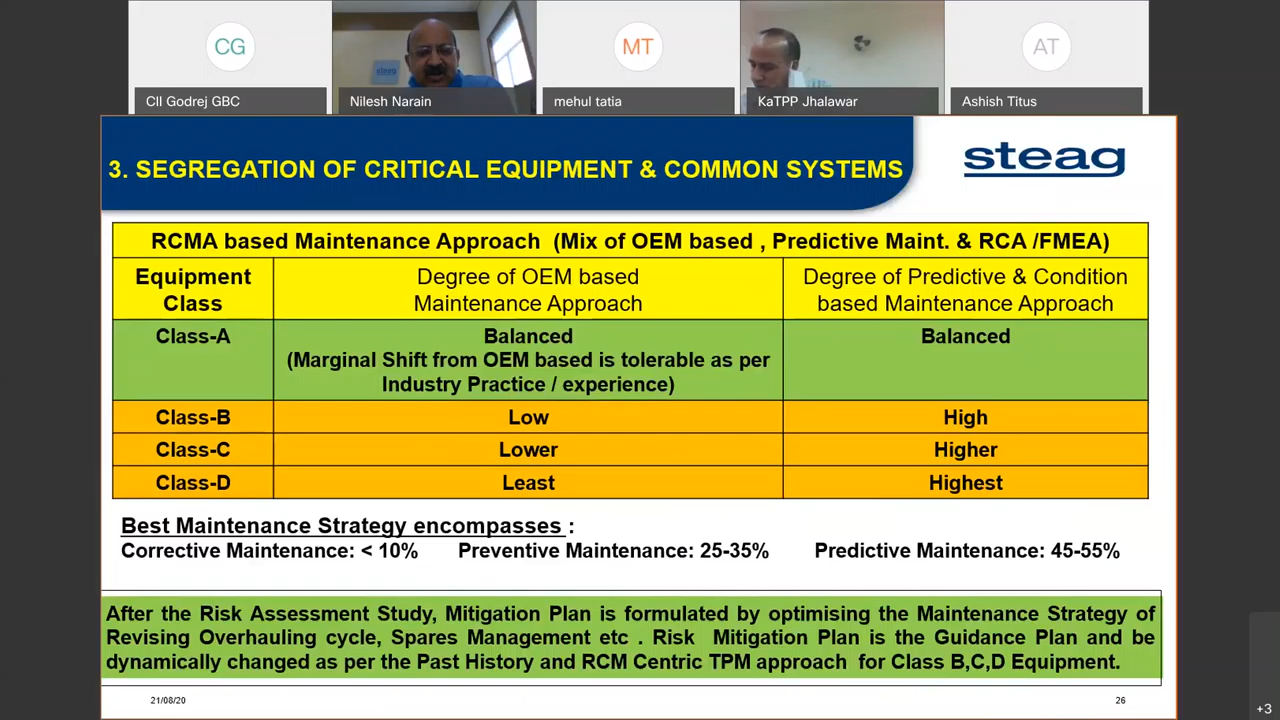 CG
MT
AT
steag
CII Godrej GBC
Nilesh Narain
mehul tatia
KaTPP Jhalawar
Ashish Titus
3. SEGREGATION OF CRITICAL EQUIPMENT & COMMON SYSTEMS
steag
RCMA based Maintenance Approach (Mix of OEM based , Predictive Maint. & RCA /FMEA)
Equipment
Class
Degree of OEM based
Maintenance Approach
Degree of Predictive & Condition
based Maintenance Approach
Class-A
Balanced
(Marginal Shift from OEM based is tolerable as per
Industry Practice / experience)
Balanced
Class-B
Low
High
Class-C
Lower
Higher
Class-D
Least
Highest
Best Maintenance Strategy encompasses :
Corrective Maintenance: < 10% Preventive Maintenance: 25-35% Predictive Maintenance: 45-55%
After the Risk Assessment Study, Mitigation Plan is formulated by optimising the Maintenance Strategy of
Revising Overhauling cycle, Spares Management etc . Risk Mitigation Plan is the Guidance Plan and be
dynamically changed as per the Past History and RCM Centric TPM approach for Class B,C,D Equipment.
21/08/20
26
+3